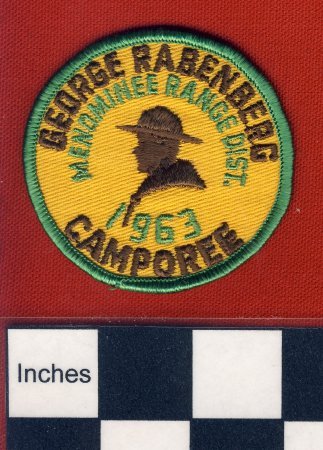 GEORGE RABENBERG
MENOMINEE RANGE DIST.
1963
CAMPOREE
Inches